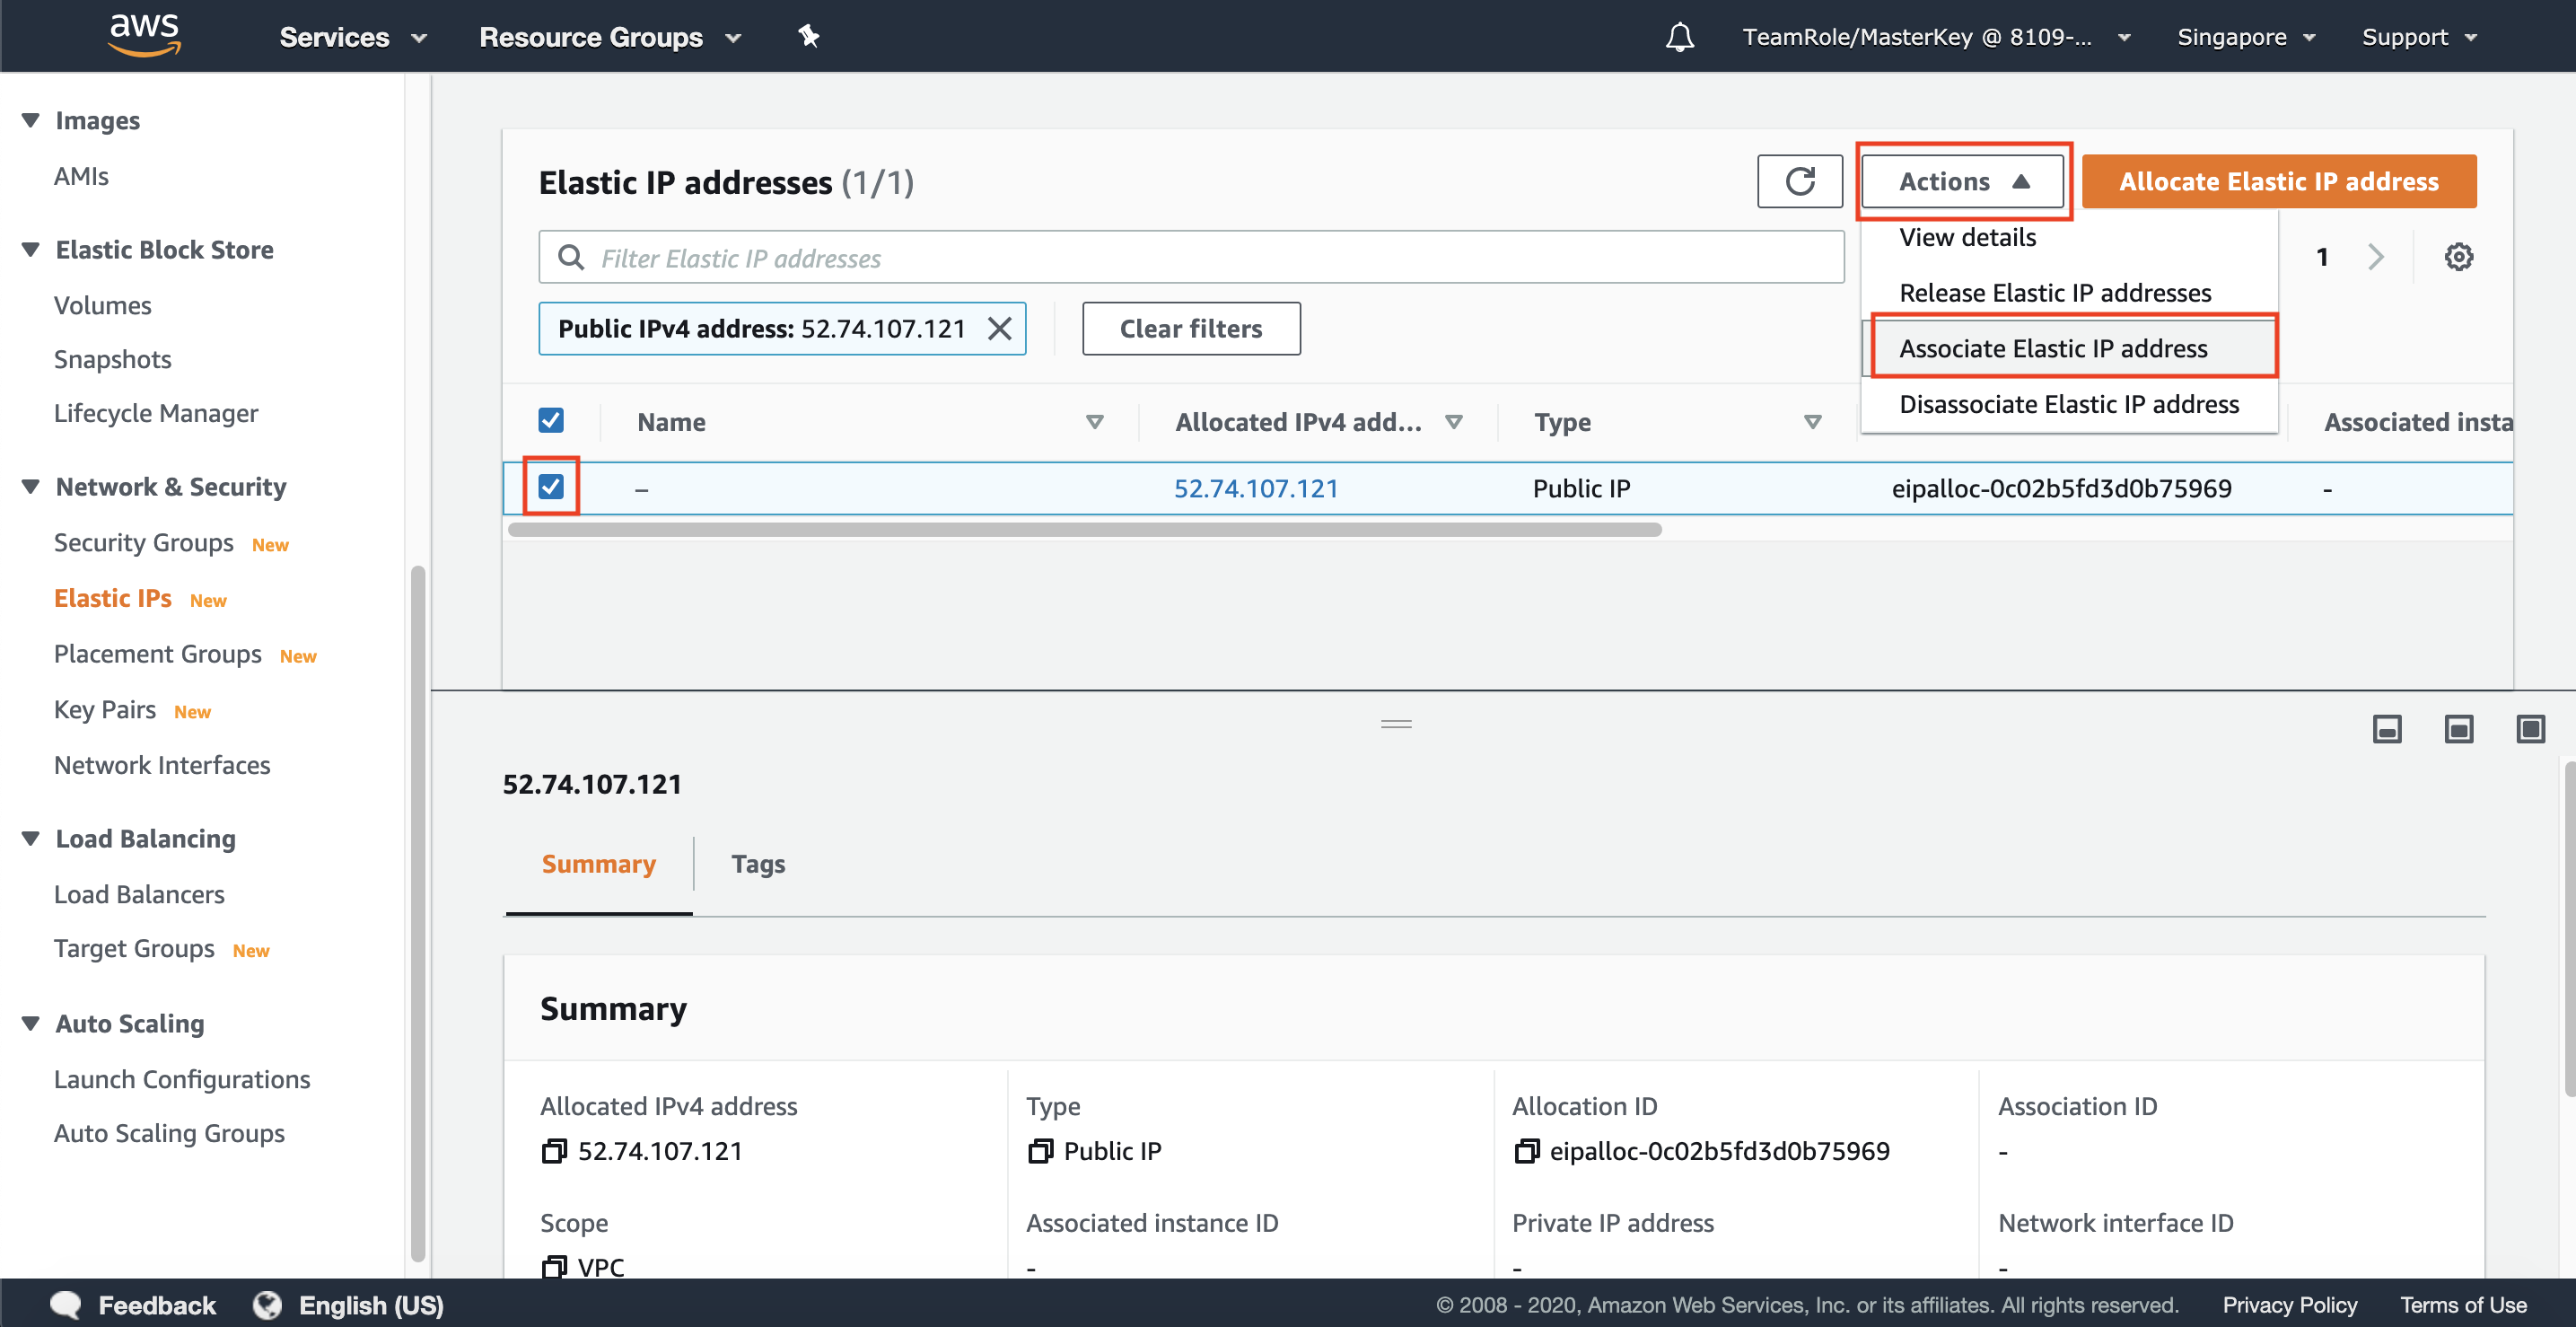 aws Services Resource Groups TeamRole/MasterKey @ 8109-... Singapore Support
Images
AMIs
Elastic Block Store
Volumes
Snapshots
Lifecycle Manager
Network & Security
Security Groups New
Elastic IPs New
Placement Groups New
Key Pairs New
Network Interfaces
Load Balancing
Load Balancers
Target Groups New
Auto Scaling
Launch Configurations
Auto Scaling Groups
Elastic IP addresses (1/1)
Actions
Allocate Elastic IP address
View details
Release Elastic IP addresses
Associate Elastic IP address
Disassociate Elastic IP address
Filter Elastic IP addresses
1
Public IPv4 address: 52.74.107.121
Clear filters
Name Allocated IPv4 add... Type Associated insta
– 52.74.107.121 Public IP eipalloc-0c02b5fd3d0b75969 -
52.74.107.121
Summary Tags
Summary
Allocated IPv4 address Type Allocation ID Association ID
52.74.107.121 Public IP eipalloc-0c02b5fd3d0b75969 -
Scope Associated instance ID Private IP address Network interface ID
VPC - - -
Feedback English (US) © 2008 - 2020, Amazon Web Services, Inc. or its affiliates. All rights reserved. Privacy Policy Terms of Use